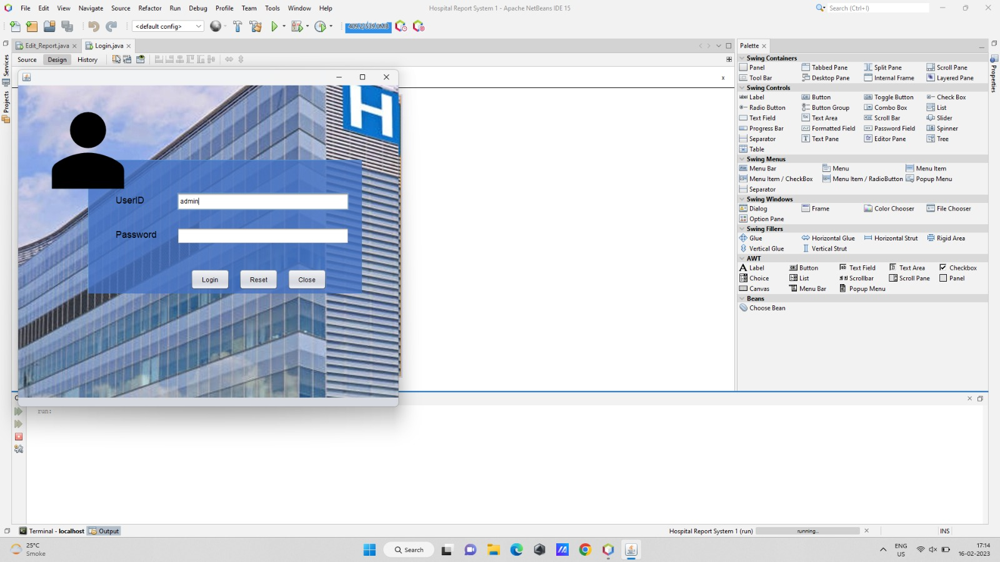 File Edit View Navigate Source Refactor Run Debug Profile Team Tools Window Help
Hospital Report System 1 - Apache NetBeans IDE 15
Search (Ctrl+I)
<default config>
409.2/539.0MB
Edit_Report.java
Login.java
Source Design History
Services
Projects
H
UserID
admin
Password
Login Reset Close
Palette
Properties
Swing Containers
Panel Tabbed Pane Split Pane Scroll Pane
Tool Bar Desktop Pane Internal Frame Layered Pane
Swing Controls
Label Button Toggle Button Check Box
Radio Button Button Group Combo Box List
Text Field Text Area Scroll Bar Slider
Progress Bar Formatted Field Password Field Spinner
Separator Text Pane Editor Pane Tree
Table
Swing Menus
Menu Bar Menu Menu Item
Menu Item / CheckBox Menu Item / RadioButton Popup Menu
Separator
Swing Windows
Dialog Frame Color Chooser File Chooser
Option Pane
Swing Fillers
Glue Horizontal Glue Horizontal Strut Rigid Area
Vertical Glue Vertical Strut
AWT
Label Button Text Field Text Area Checkbox
Choice List Scrollbar Scroll Pane Panel
Canvas Menu Bar Popup Menu
Beans
Choose Bean
run:
Terminal - localhost Output
Hospital Report System 1 (run) running... INS
25°C
Smoke
Search
ENG
US
17:14
16-02-2023